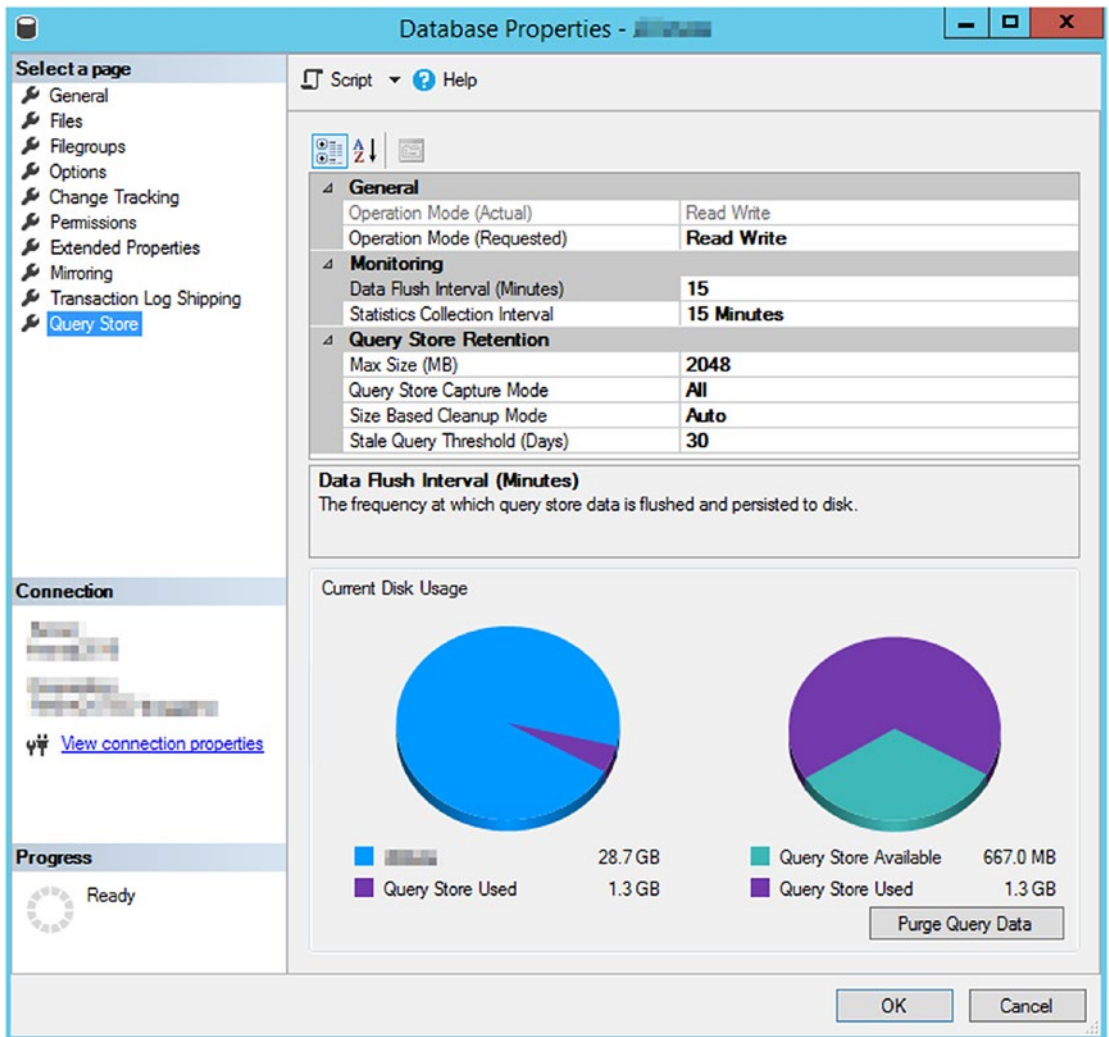 Database Properties -
Select a page
General
Files
Filegroups
Options
Change Tracking
Permissions
Extended Properties
Mirroring
Transaction Log Shipping
Query Store
Script
Help
General
Operation Mode (Actual) Read Write
Operation Mode (Requested) Read Write
Monitoring
Data Flush Interval (Minutes) 15
Statistics Collection Interval 15 Minutes
Query Store Retention
Max Size (MB) 2048
Query Store Capture Mode All
Size Based Cleanup Mode Auto
Stale Query Threshold (Days) 30
Data Flush Interval (Minutes)
The frequency at which query store data is flushed and persisted to disk.
Connection
View connection properties
Progress
Ready
Current Disk Usage
28.7 GB
Query Store Used 1.3 GB
Query Store Available 667.0 MB
Query Store Used 1.3 GB
Purge Query Data
OK
Cancel